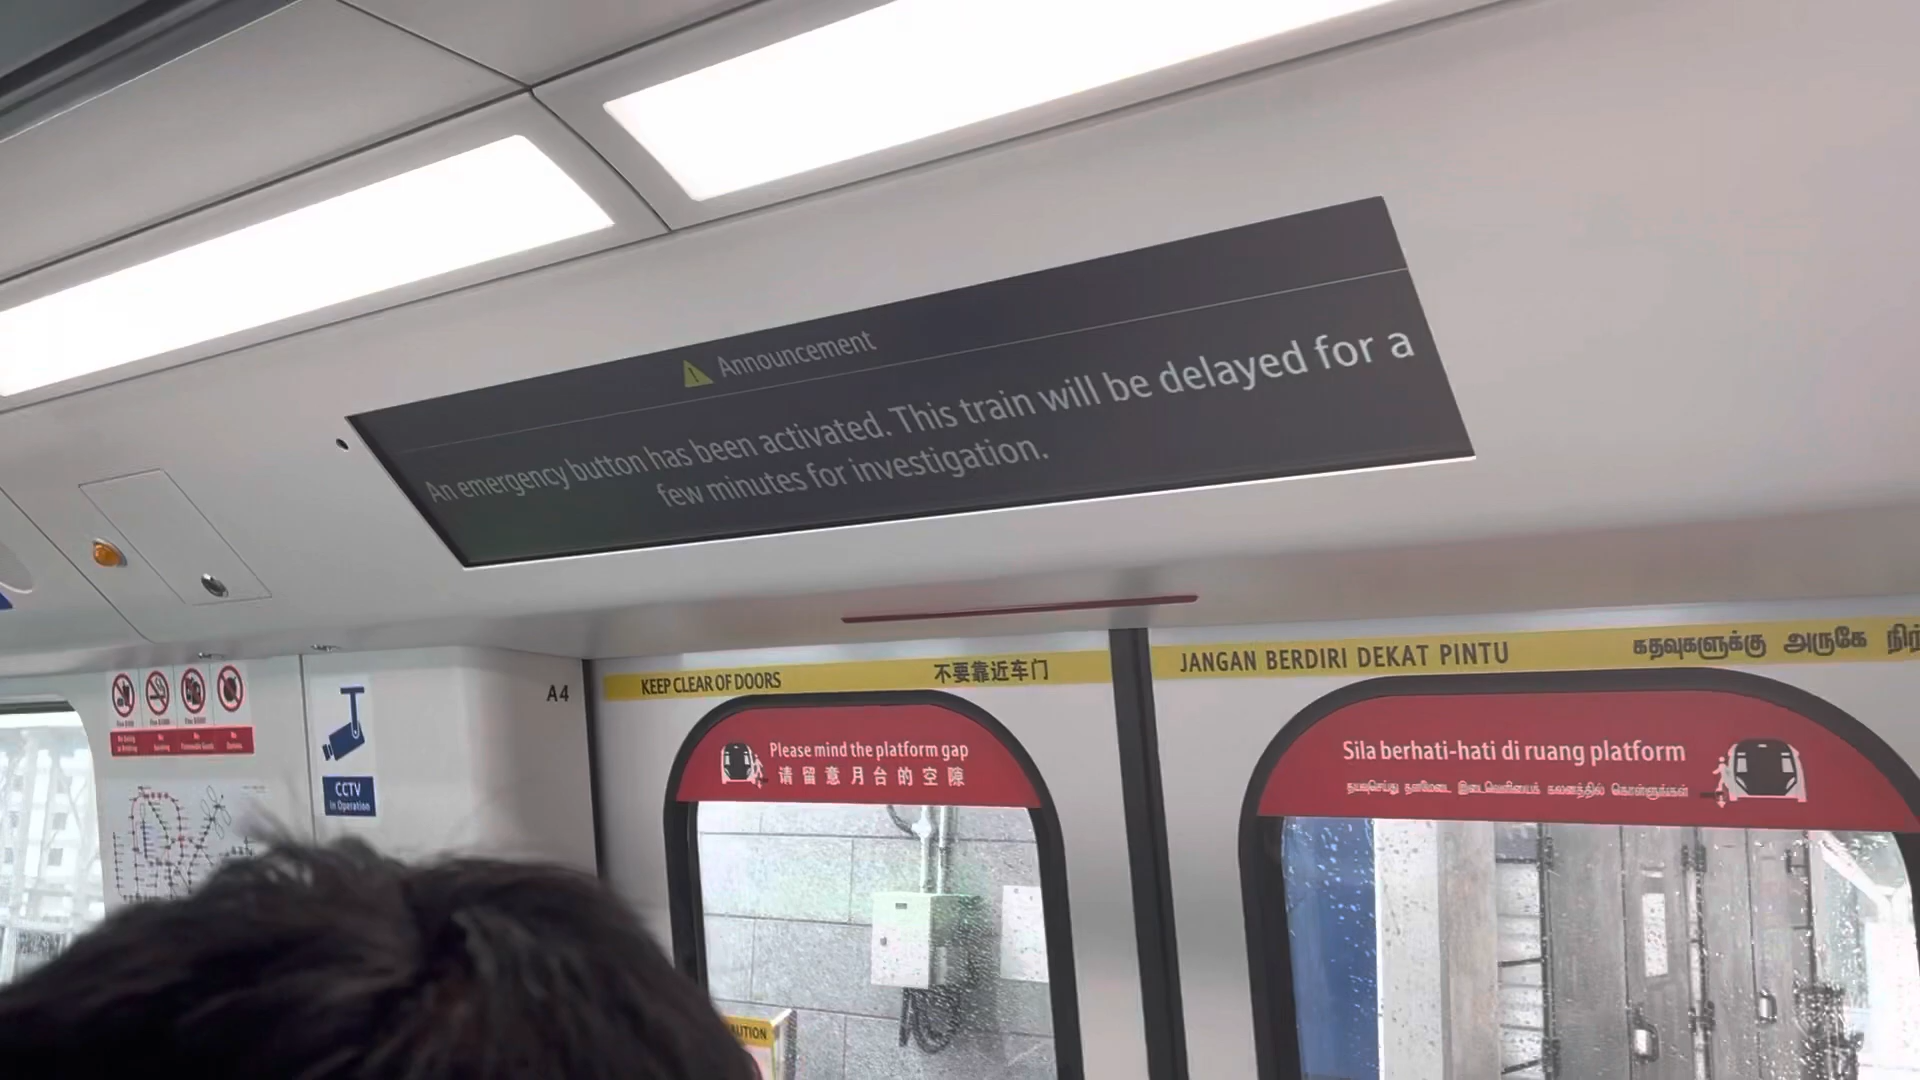 Announcement
An emergency button has been activated. This train will be delayed for a
few minutes for investigation.
A4
KEEP CLEAR OF DOORS 不要靠近车门
JANGAN BERDIRI DEKAT PINTU கதவுகளுக்கு அருகே
Please mind the platform gap
请留意月台的空隙
Sila berhati-hati di ruang platform
CCTV
in Operation